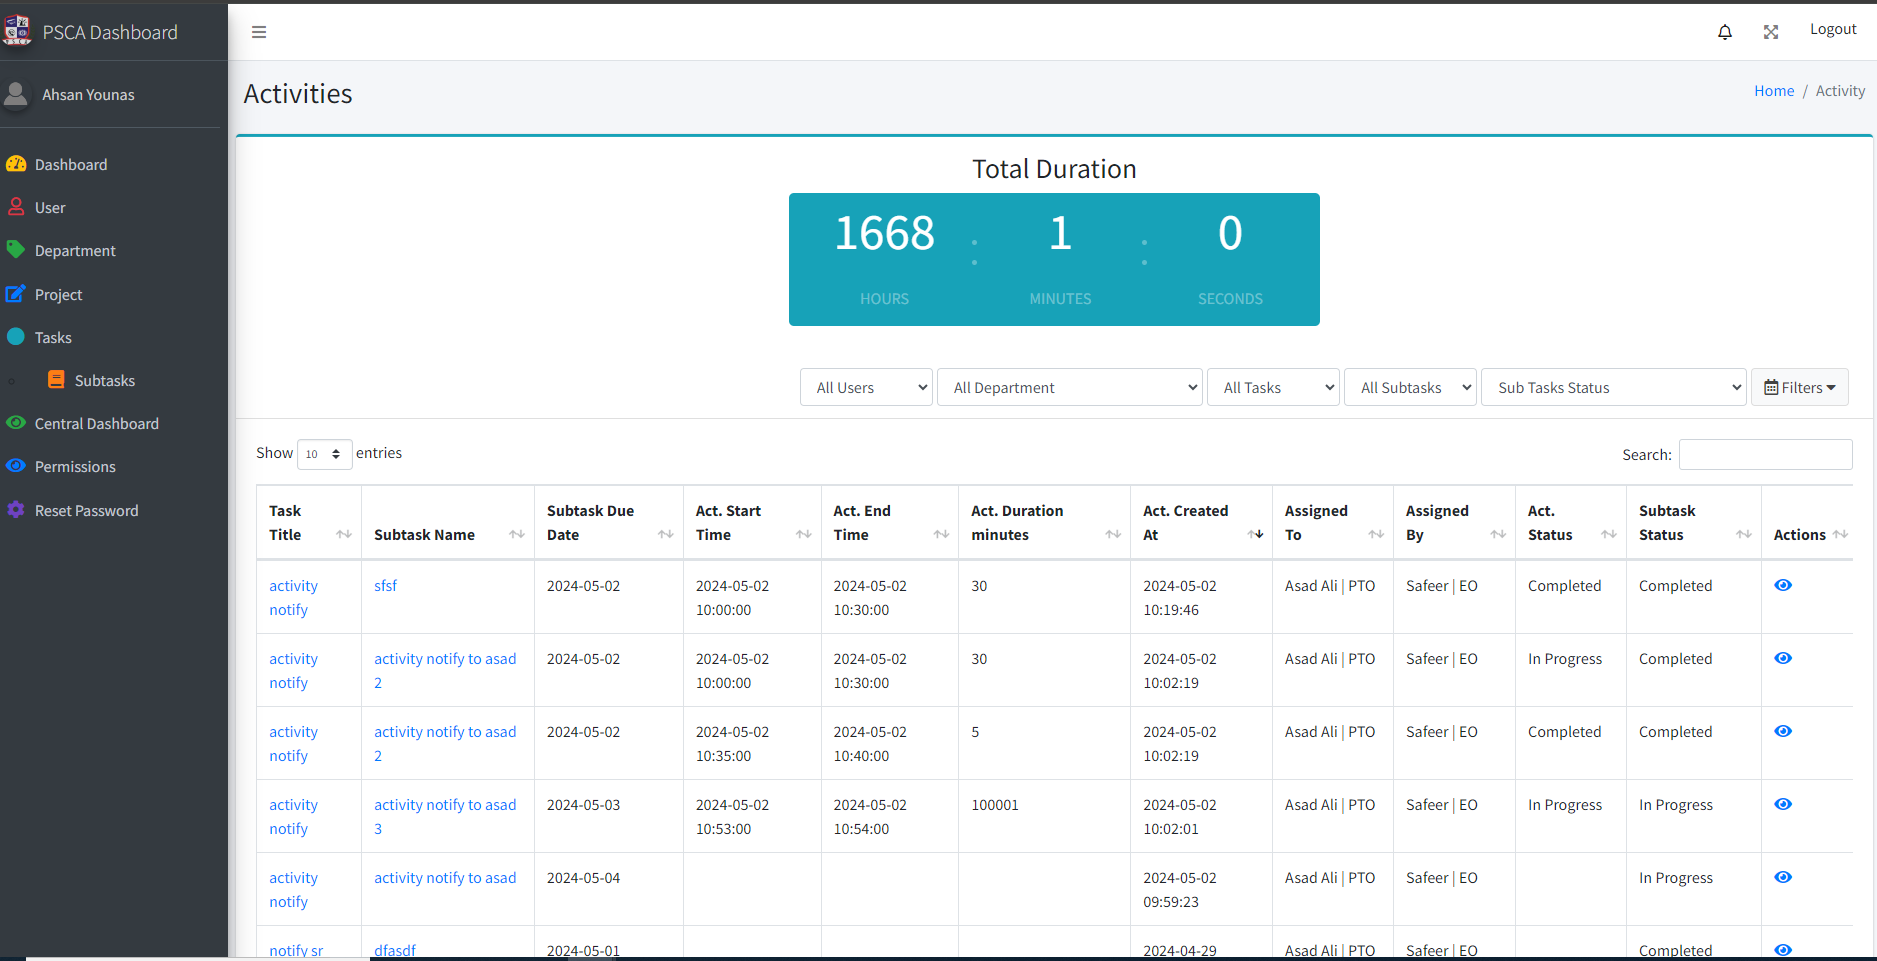 PSCA Dashboard
Logout
Ahsan Younas
Activities
Home / Activity
Dashboard
User
Department
Project
Tasks
Subtasks
Central Dashboard
Permissions
Reset Password
Total Duration
1668 : 1 : 0
HOURS MINUTES SECONDS
All Users All Department All Tasks All Subtasks Sub Tasks Status Filters
Show 10 entries
Search:
Task Title Subtask Name Subtask Due Date Act. Start Time Act. End Time Act. Duration minutes Act. Created At Assigned To Assigned By Act. Status Subtask Status Actions
activity notify sfsf 2024-05-02 2024-05-02 10:00:00 2024-05-02 10:30:00 30 2024-05-02 10:19:46 Asad Ali | PTO Safeer | EO Completed Completed
activity notify activity notify to asad 2 2024-05-02 2024-05-02 10:00:00 2024-05-02 10:30:00 30 2024-05-02 10:02:19 Asad Ali | PTO Safeer | EO In Progress Completed
activity notify activity notify to asad 2 2024-05-02 2024-05-02 10:35:00 2024-05-02 10:40:00 5 2024-05-02 10:02:19 Asad Ali | PTO Safeer | EO Completed Completed
activity notify activity notify to asad 3 2024-05-03 2024-05-02 10:53:00 2024-05-02 10:54:00 100001 2024-05-02 10:02:01 Asad Ali | PTO Safeer | EO In Progress In Progress
activity notify activity notify to asad 2024-05-04 2024-05-02 09:59:23 Asad Ali | PTO Safeer | EO In Progress
notify sr dfasdf 2024-05-01 2024-04-29 Asad Ali | PTO Safeer | EO Completed